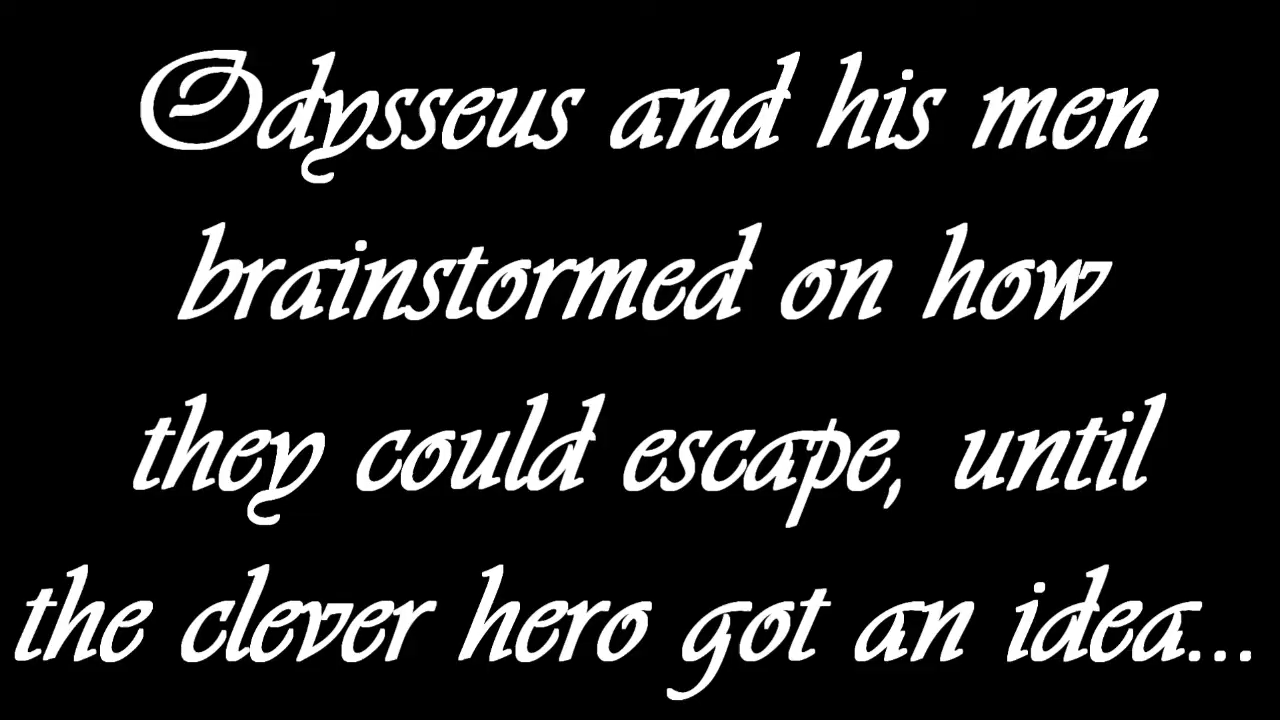 Odysseus and his men
brainstormed on how
they could escape, until
the clever hero got an idea...